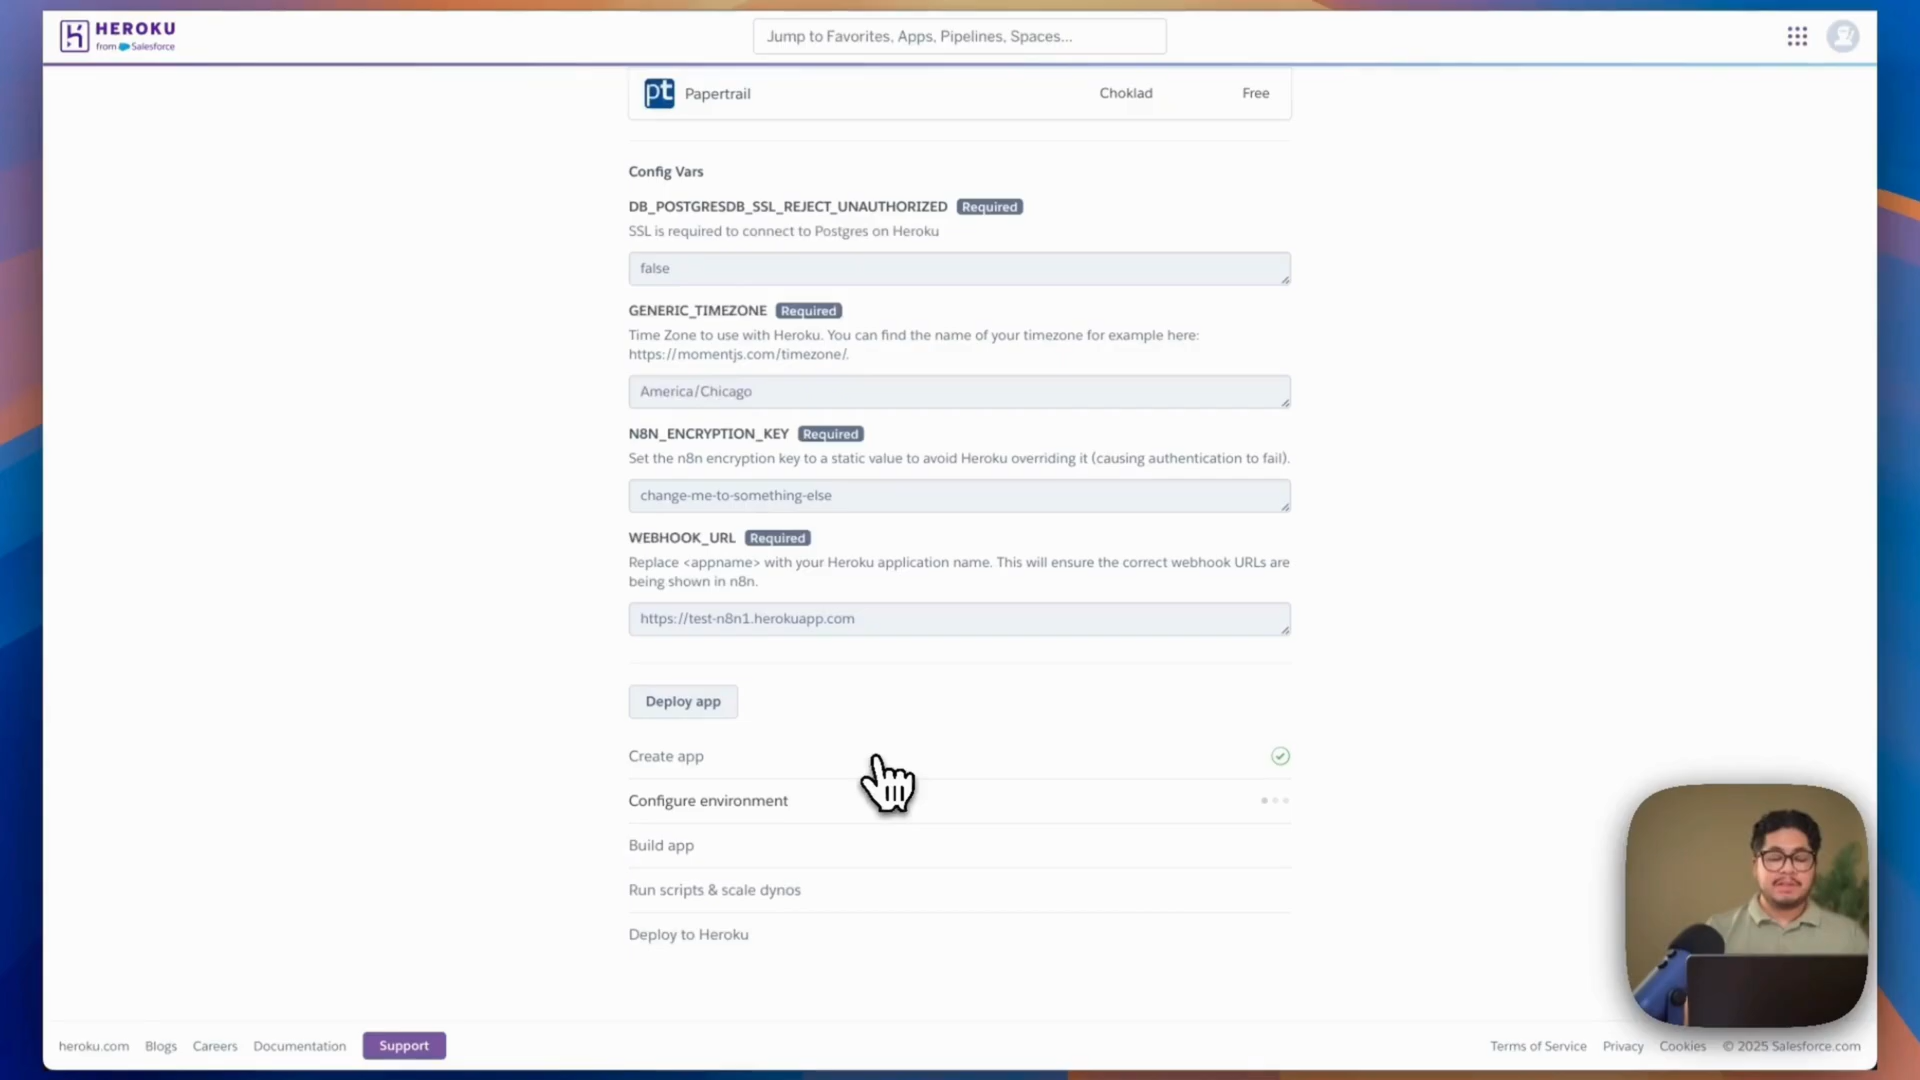 HEROKU
from Salesforce
Jump to Favorites, Apps, Pipelines, Spaces...
pt Papertrail Choklad Free
Config Vars
DB_POSTGRESDB_SSL_REJECT_UNAUTHORIZED Required
SSL is required to connect to Postgres on Heroku
false
GENERIC_TIMEZONE Required
Time Zone to use with Heroku. You can find the name of your timezone for example here:
https://momentjs.com/timezone/.
America/Chicago
N8N_ENCRYPTION_KEY Required
Set the n8n encryption key to a static value to avoid Heroku overriding it (causing authentication to fail).
change-me-to-something-else
WEBHOOK_URL Required
Replace <appname> with your Heroku application name. This will ensure the correct webhook URLs are
being shown in n8n.
https://test-n8n1.herokuapp.com
Deploy app
Create app
Configure environment
Build app
Run scripts & scale dynos
Deploy to Heroku
heroku.com Blogs Careers Documentation Support Terms of Service Privacy Cookies © 2025 Salesforce.com